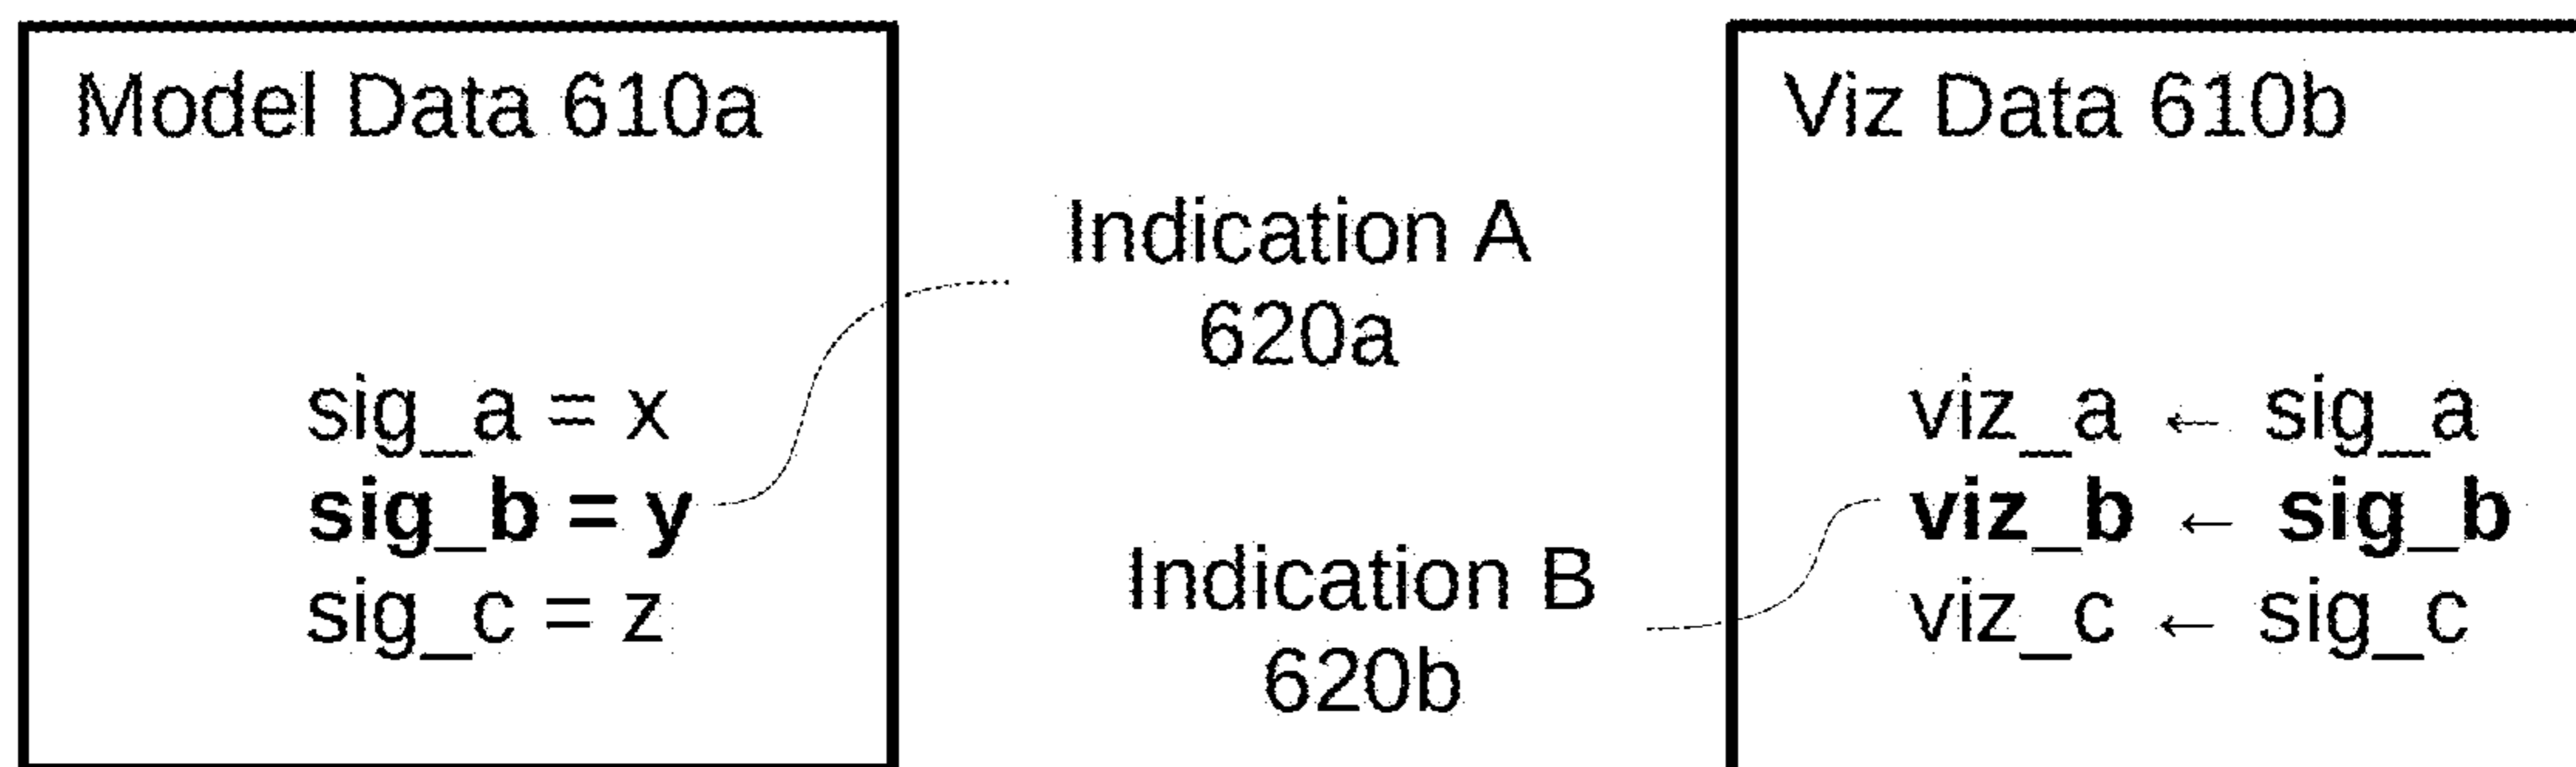 Model Data 610a
sig_a = x
sig_b = y
sig_c = z
Indication A
620a
Indication B
620b
Viz Data 610b
viz_a ← sig_a
viz_b ← sig_b
viz_c ← sig_c